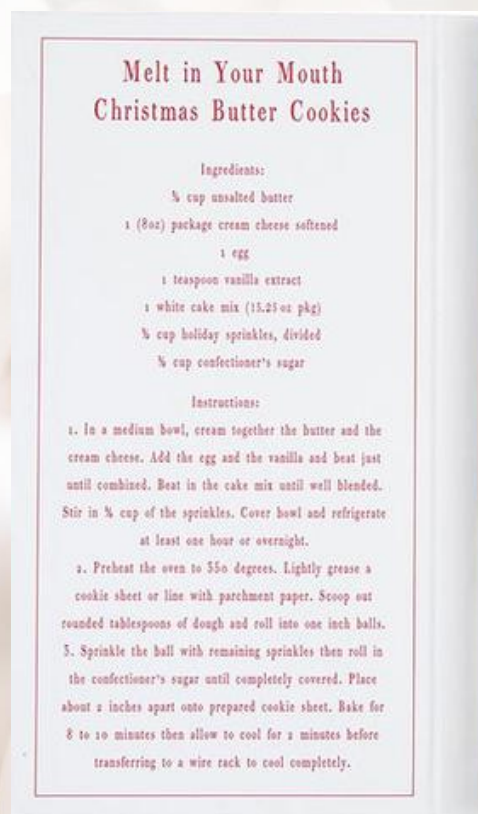 Melt in Your Mouth
Christmas Butter Cookies
Ingredients:
cup unsalted butter
1 (8oz) package cream cheese softened
1 egg
1 teaspoon vanilla extract
1 white cake mix (15.25 oz pkg)
cup holiday sprinkles, divided
cup confectioner's sugar
Instructions:
1. In a medium bowl, cream together the butter and the
cream cheese. Add the egg and the vanilla and beat just
until combined. Beat in the cake mix until well blended.
Stir in cup of the sprinkles. Cover bowl and refrigerate
at least one hour or overnight.
2. Preheat the oven to 350 degrees. Lightly grease a
cookie sheet or line with parchment paper. Scoop out
rounded tablespoons of dough and roll into one inch balls.
3. Sprinkle the ball with remaining sprinkles then roll in
the confectioner's sugar until completely covered. Place
about 2 inches apart onto prepared cookie sheet. Bake for
8 to 10 minutes then allow to cool for 2 minutes before
transferring to a wire rack to cool completely.